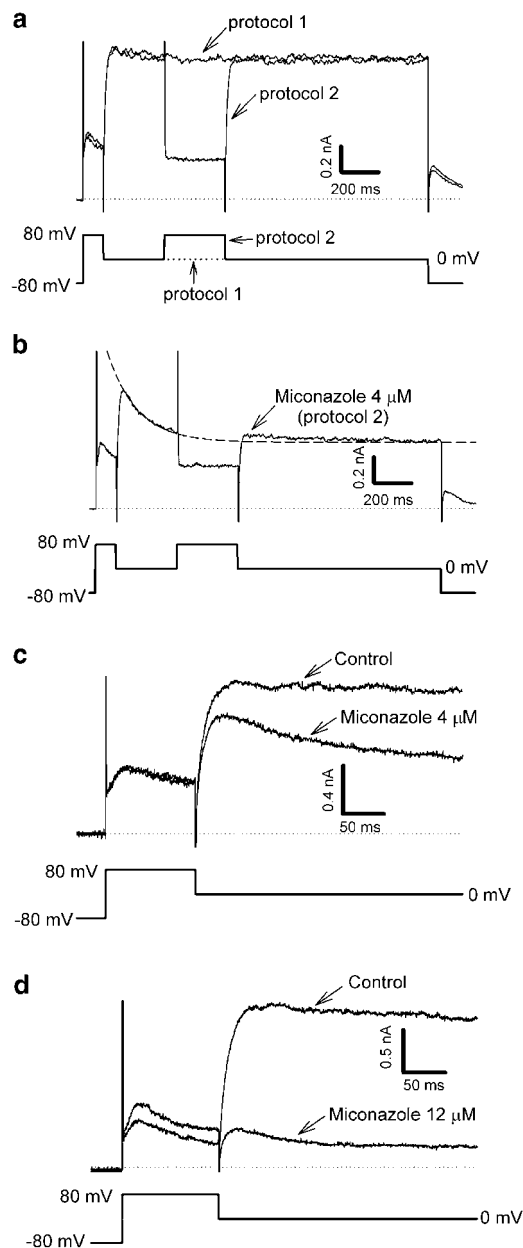 a
protocol 1
protocol 2
0.2 nA
200 ms
80 mV
protocol 2
0 mV
-80 mV
protocol 1
b
Miconazole 4 μM
(protocol 2)
0.2 nA
200 ms
80 mV
0 mV
-80 mV
c
Control
Miconazole 4 μM
0.4 nA
50 ms
80 mV
0 mV
-80 mV
d
Control
0.5 nA
50 ms
Miconazole 12 μM
80 mV
0 mV
-80 mV